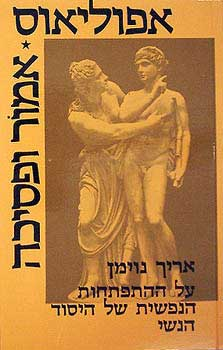 אפוליאוס
אמור ופסיכה
אריך נוימן
על ההתפתחות
הנפשית של היסוד
הנשי